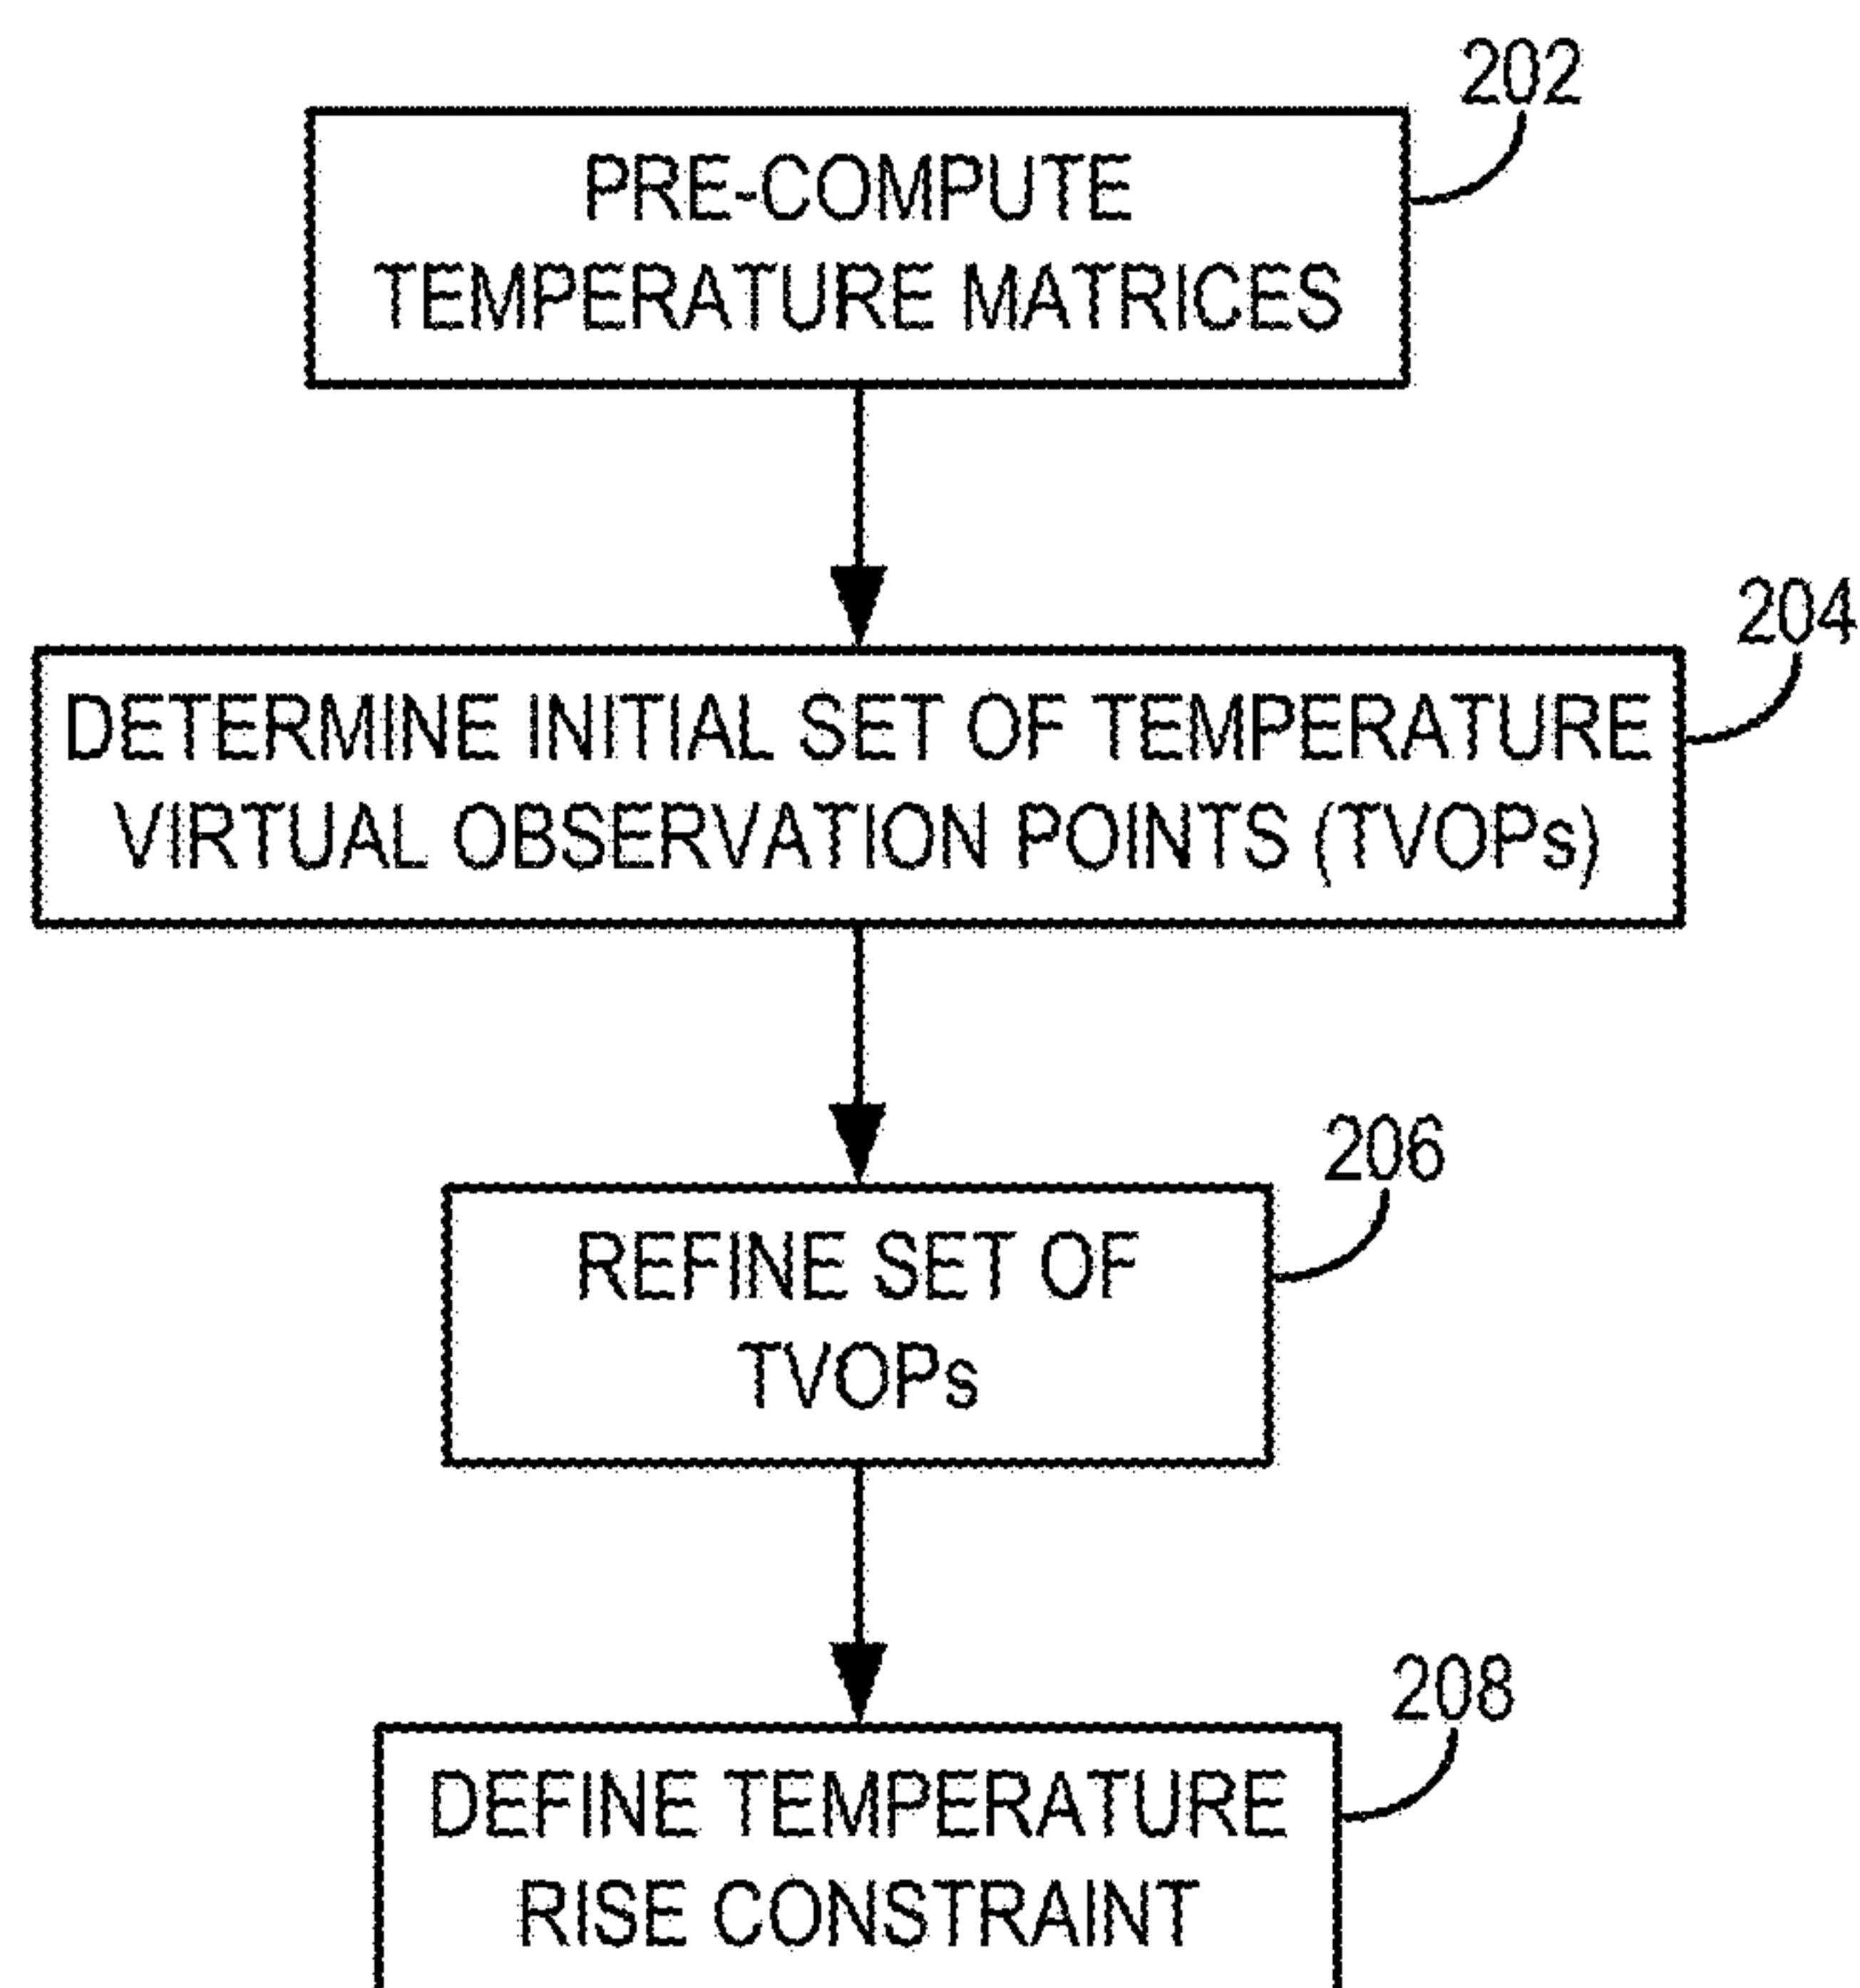 202
PRE-COMPUTE
TEMPERATURE MATRICES
204
DETERMINE INITIAL SET OF TEMPERATURE
VIRTUAL OBSERVATION POINTS (TVOPs)
206
REFINE SET OF
TVOPs
208
DEFINE TEMPERATURE
RISE CONSTRAINT